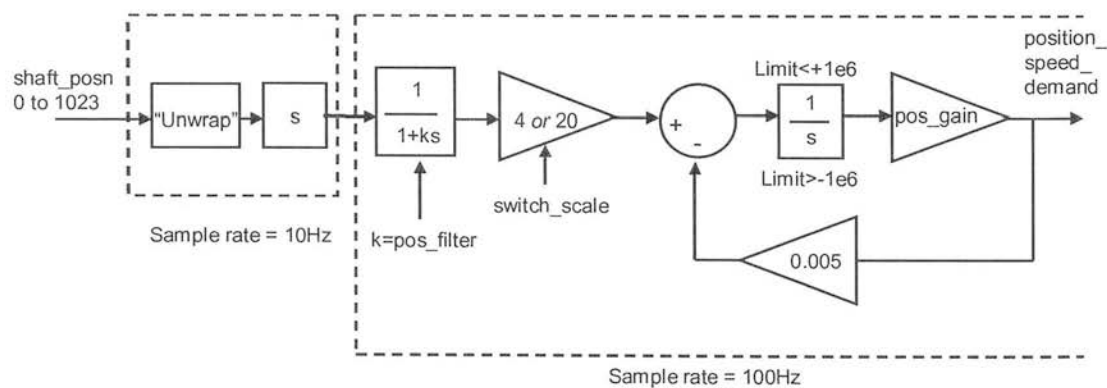 shaft_posn
0 to 1023
"Unwrap"
s
Sample rate = 10Hz
1
1+ks
k=pos_filter
4 or 20
switch_scale
+
-
Limit<+1e6
1
s
Limit>-1e6
pos_gain
position_
speed_
demand
0.005
Sample rate = 100Hz